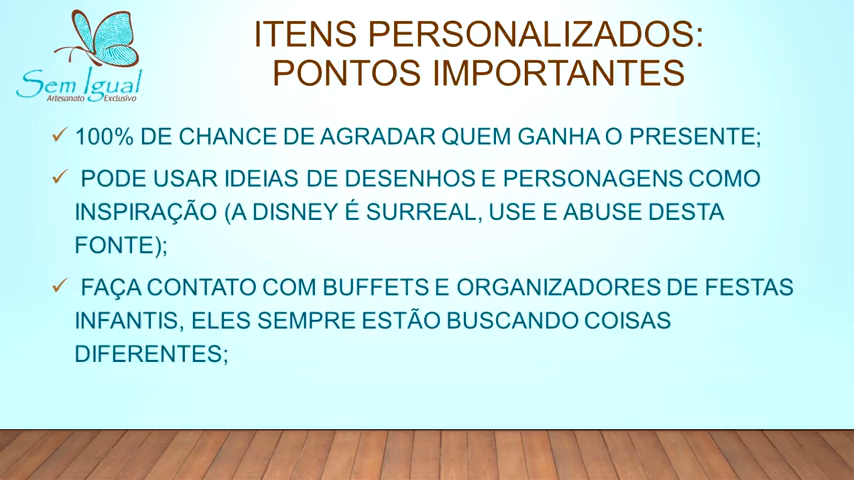 Sem Igual
Artesanato Exclusivo
ITENS PERSONALIZADOS:
PONTOS IMPORTANTES
✓ 100% DE CHANCE DE AGRADAR QUEM GANHA O PRESENTE;
✓ PODE USAR IDEIAS DE DESENHOS E PERSONAGENS COMO
INSPIRAÇÃO (A DISNEY É SURREAL, USE E ABUSE DESTA
FONTE);
✓ FAÇA CONTATO COM BUFFETS E ORGANIZADORES DE FESTAS
INFANTIS, ELES SEMPRE ESTÃO BUSCANDO COISAS
DIFERENTES;